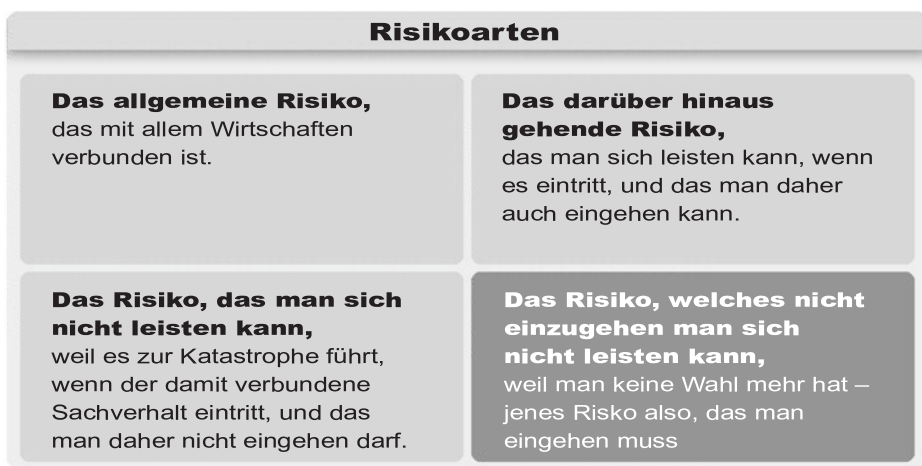 Risikoarten
Das allgemeine Risiko,
das mit allem Wirtschaften
verbunden ist.
Das darüber hinaus
gehende Risiko,
das man sich leisten kann, wenn
es eintritt, und das man daher
auch eingehen kann.
Das Risiko, das man sich
nicht leisten kann,
weil es zur Katastrophe führt,
wenn der damit verbundene
Sachverhalt eintritt, und das
man daher nicht eingehen darf.
Das Risiko, welches nicht
einzugehen man sich
nicht leisten kann,
weil man keine Wahl mehr hat –
jenes Risko also, das man
eingehen muss